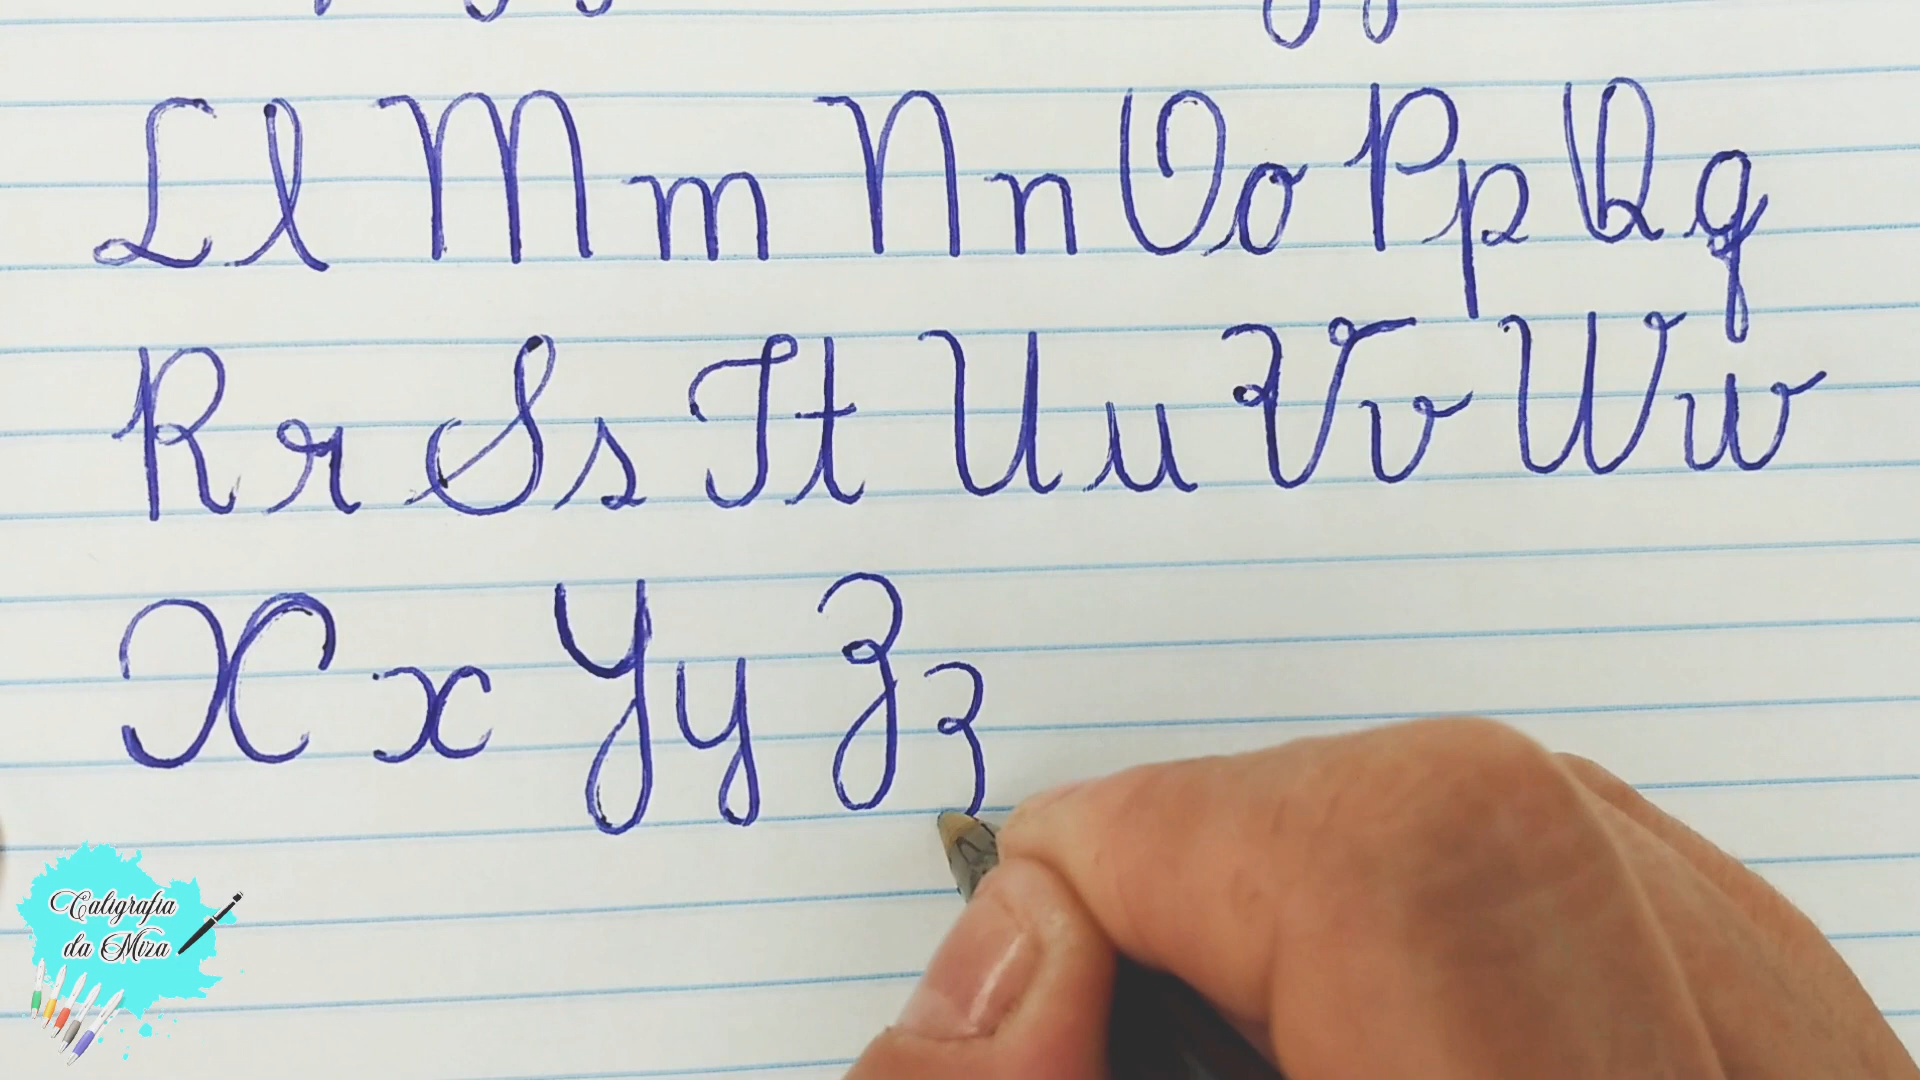 Ll Mm Nn Oo Pp Qq
Rr Ss Tt Uu Vv Ww
Xx Yy Zz
Caligrafia
da Miza